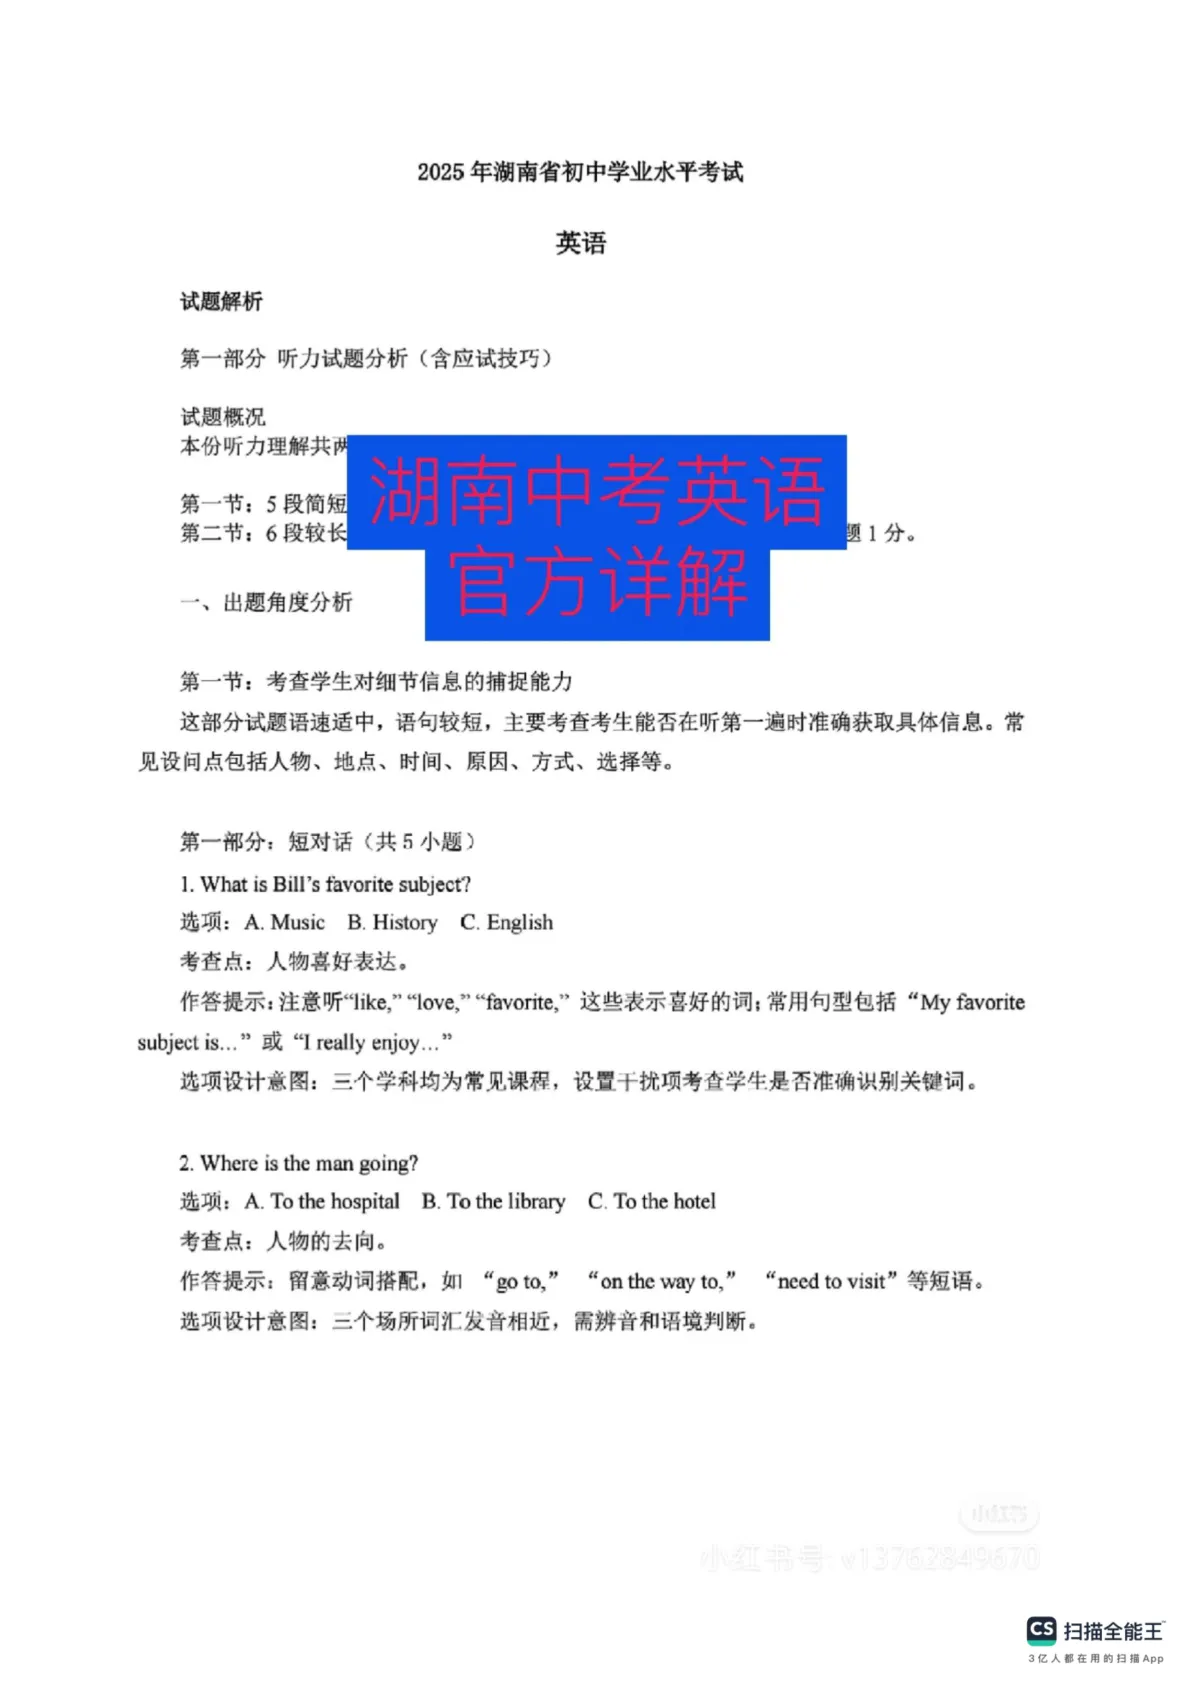 2025 年湖南省初中学业水平考试
英语
试题解析
第一部分 听力试题分析（含应试技巧）
试题概况
本份听力理解共两
湖南中考英语
第一节：5 段简短
第二节：6 段较长
题 1 分。
官方详解
一、出题角度分析
第一节：考查学生对细节信息的捕捉能力
这部分试题语速适中，语句较短，主要考查考生能否在听第一遍时准确获取具体信息。常
见设问点包括人物、地点、时间、原因、方式、选择等。
第一部分：短对话（共 5 小题）
1. What is Bill’s favorite subject?
选项：A. Music B. History C. English
考查点：人物喜好表达。
作答提示：注意听“like,” “love,” “favorite,” 这些表示喜好的词；常用句型包括 “My favorite
subject is…” 或 “I really enjoy…”
选项设计意图：三个学科均为常见课程，设置干扰项考查学生是否准确识别关键词。
2. Where is the man going?
选项：A. To the hospital B. To the library C. To the hotel
考查点：人物的去向。
作答提示：留意动词搭配，如 “go to,” “on the way to,” “need to visit” 等短语。
选项设计意图：三个场所词汇发音相近，需辨音和语境判断。
小红书
小红书号: v13762849670
CS 扫描全能王™
3亿人都在用的扫描App